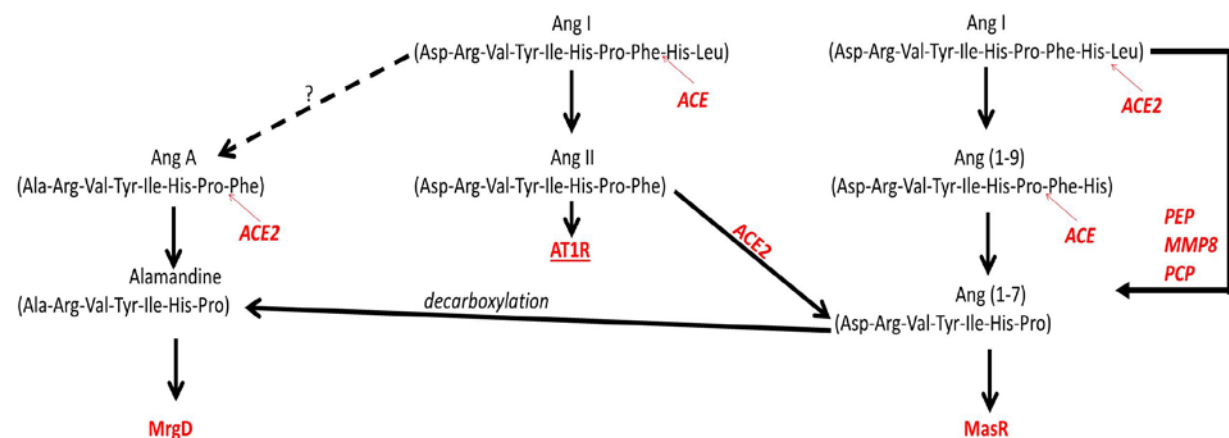 Ang I
(Asp-Arg-Val-Tyr-Ile-His-Pro-Phe-His-Leu)
ACE
Ang I
(Asp-Arg-Val-Tyr-Ile-His-Pro-Phe-His-Leu)
ACE2
?
Ang A
(Ala-Arg-Val-Tyr-Ile-His-Pro-Phe)
ACE2
Ang II
(Asp-Arg-Val-Tyr-Ile-His-Pro-Phe)
AT1R
ACE2
Ang (1-9)
(Asp-Arg-Val-Tyr-Ile-His-Pro-Phe-His)
ACE
PEP
MMP8
PCP
Alamandine
(Ala-Arg-Val-Tyr-Ile-His-Pro)
decarboxylation
Ang (1-7)
(Asp-Arg-Val-Tyr-Ile-His-Pro)
MrgD
MasR